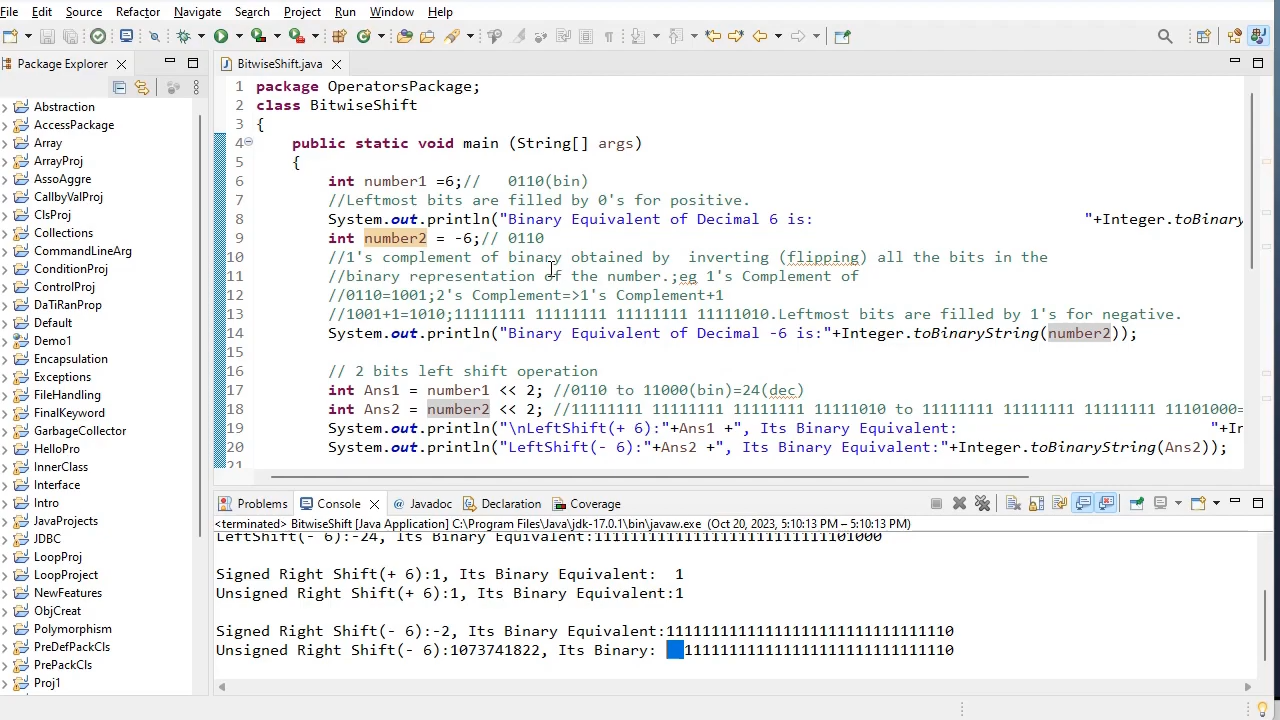 File Edit Source Refactor Navigate Search Project Run Window Help
Package Explorer
BitwiseShift.java
Abstraction
AccessPackage
Array
ArrayProj
AssoAggre
CallbyValProj
ClsProj
Collections
CommandLineArg
ConditionProj
ControlProj
DaTiRanProp
Default
Demo1
Encapsulation
Exceptions
FileHandling
FinalKeyword
GarbageCollector
HelloPro
InnerClass
Interface
Intro
JavaProjects
JDBC
LoopProj
LoopProject
NewFeatures
ObjCreat
Polymorphism
PreDefPackCls
PrePackCls
Proj1
1 package OperatorsPackage;
2 class BitwiseShift
3 {
4 public static void main (String[] args)
5 {
6 int number1 =6;// 0110(bin)
7 //Leftmost bits are filled by 0's for positive.
8 System.out.println("Binary Equivalent of Decimal 6 is: "+Integer.toBinary
9 int number2 = -6;// 0110
10 //1's complement of binary obtained by inverting (flipping) all the bits in the
11 //binary representation of the number.;eg 1's Complement of
12 //0110=1001;2's Complement=>1's Complement+1
13 //1001+1=1010;11111111 11111111 11111111 11111010.Leftmost bits are filled by 1's for negative.
14 System.out.println("Binary Equivalent of Decimal -6 is:"+Integer.toBinaryString(number2));
15
16 // 2 bits left shift operation
17 int Ans1 = number1 << 2; //0110 to 11000(bin)=24(dec)
18 int Ans2 = number2 << 2; //11111111 11111111 11111111 11111010 to 11111111 11111111 11111111 11101000=
19 System.out.println("\nLeftShift(+ 6):"+Ans1 +", Its Binary Equivalent: "+In
20 System.out.println("LeftShift(- 6):"+Ans2 +", Its Binary Equivalent:"+Integer.toBinaryString(Ans2));
21
Problems Console Javadoc Declaration Coverage
<terminated> BitwiseShift [Java Application] C:\Program Files\Java\jdk-17.0.1\bin\javaw.exe (Oct 20, 2023, 5:10:13 PM – 5:10:13 PM)
LeftShift(- 6):-24, Its Binary Equivalent:11111111111111111111111111101000
Signed Right Shift(+ 6):1, Its Binary Equivalent: 1
Unsigned Right Shift(+ 6):1, Its Binary Equivalent:1
Signed Right Shift(- 6):-2, Its Binary Equivalent:11111111111111111111111111111110
Unsigned Right Shift(- 6):1073741822, Its Binary: 111111111111111111111111111110